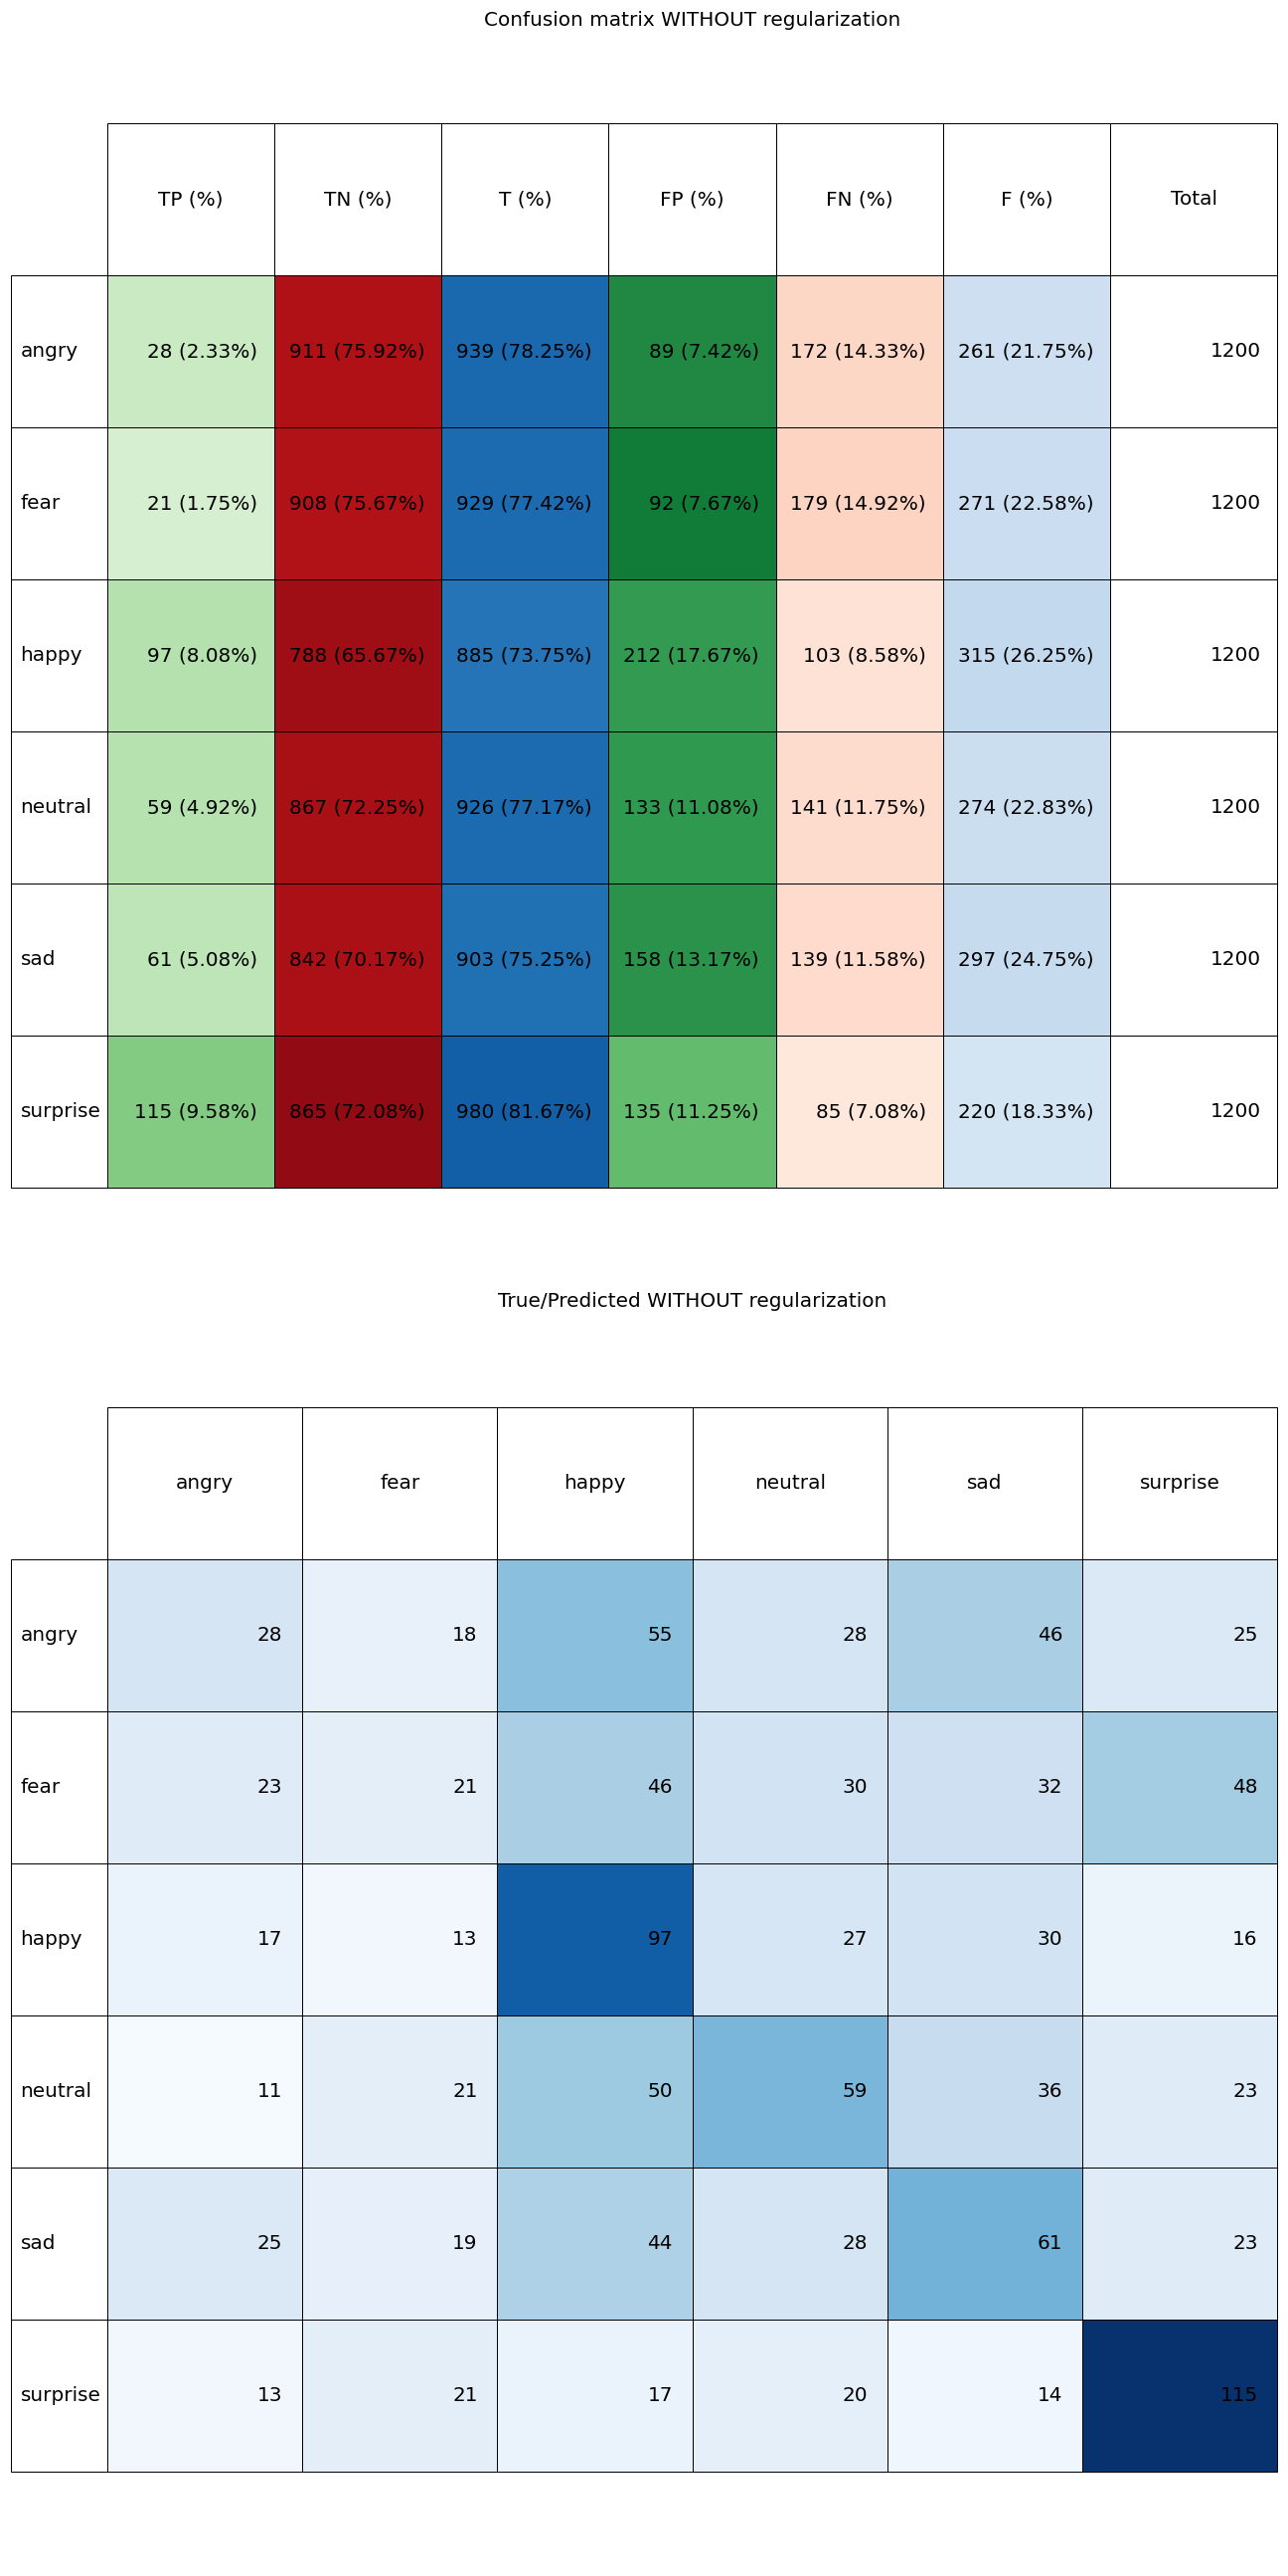 Confusion matrix WITHOUT regularization
TP (%) TN (%) T (%) FP (%) FN (%) F (%) Total
angry 28 (2.33%) 911 (75.92%) 939 (78.25%) 89 (7.42%) 172 (14.33%) 261 (21.75%) 1200
fear 21 (1.75%) 908 (75.67%) 929 (77.42%) 92 (7.67%) 179 (14.92%) 271 (22.58%) 1200
happy 97 (8.08%) 788 (65.67%) 885 (73.75%) 212 (17.67%) 103 (8.58%) 315 (26.25%) 1200
neutral 59 (4.92%) 867 (72.25%) 926 (77.17%) 133 (11.08%) 141 (11.75%) 274 (22.83%) 1200
sad 61 (5.08%) 842 (70.17%) 903 (75.25%) 158 (13.17%) 139 (11.58%) 297 (24.75%) 1200
surprise 115 (9.58%) 865 (72.08%) 980 (81.67%) 135 (11.25%) 85 (7.08%) 220 (18.33%) 1200
True/Predicted WITHOUT regularization
angry fear happy neutral sad surprise
angry 28 18 55 28 46 25
fear 23 21 46 30 32 48
happy 17 13 97 27 30 16
neutral 11 21 50 59 36 23
sad 25 19 44 28 61 23
surprise 13 21 17 20 14 115